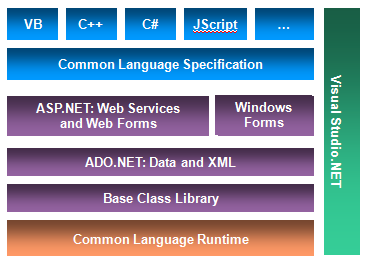 VB
C++
C#
JScript
...
Common Language Specification
ASP.NET: Web Services
and Web Forms
Windows
Forms
ADO.NET: Data and XML
Base Class Library
Common Language Runtime
Visual Studio.NET